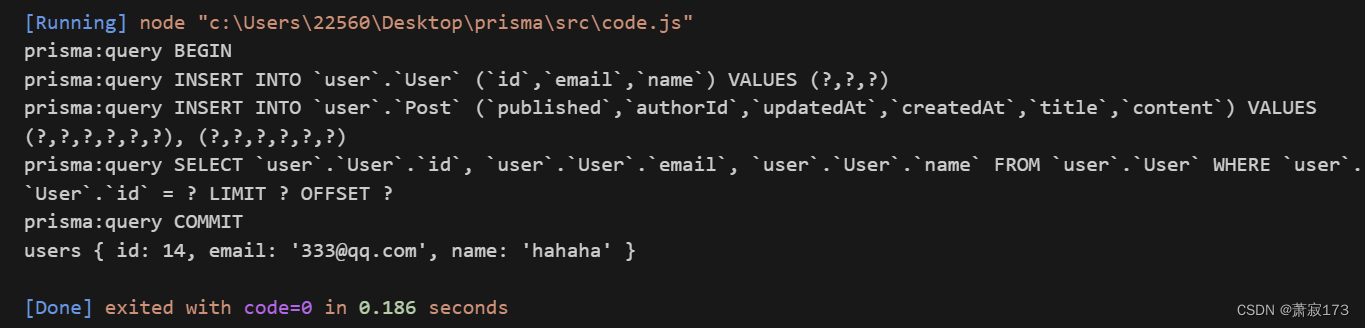 [Running] node "c:\Users\22560\Desktop\prisma\src\code.js"
prisma:query BEGIN
prisma:query INSERT INTO `user`.`User` (`id`,`email`,`name`) VALUES (?,?,?)
prisma:query INSERT INTO `user`.`Post` (`published`,`authorId`,`updatedAt`,`createdAt`,`title`,`content`) VALUES
(?,?,?,?,?,?), (?,?,?,?,?,?)
prisma:query SELECT `user`.`User`.`id`, `user`.`User`.`email`, `user`.`User`.`name` FROM `user`.`User` WHERE `user`.
`User`.`id` = ? LIMIT ? OFFSET ?
prisma:query COMMIT
users { id: 14, email: '333@qq.com', name: 'hahaha' }
[Done] exited with code=0 in 0.186 seconds
CSDN @萧寂173